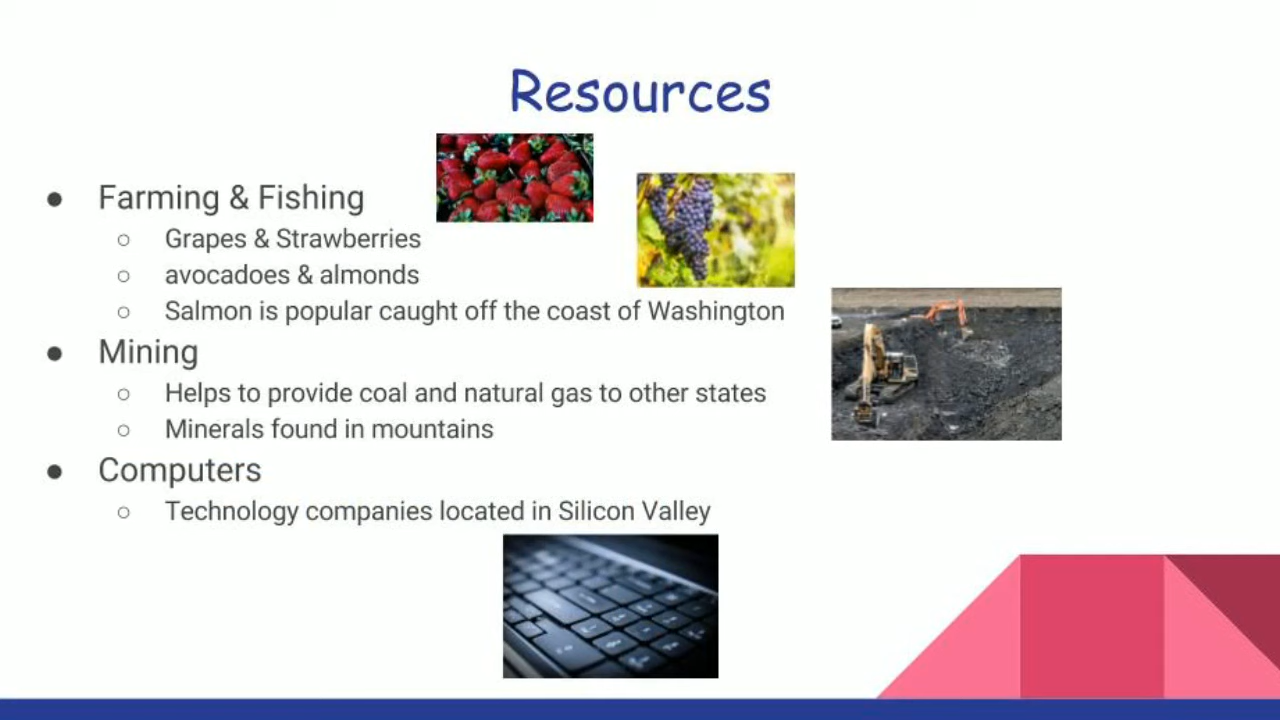 Resources
● Farming & Fishing
○ Grapes & Strawberries
○ avocadoes & almonds
○ Salmon is popular caught off the coast of Washington
● Mining
○ Helps to provide coal and natural gas to other states
○ Minerals found in mountains
● Computers
○ Technology companies located in Silicon Valley